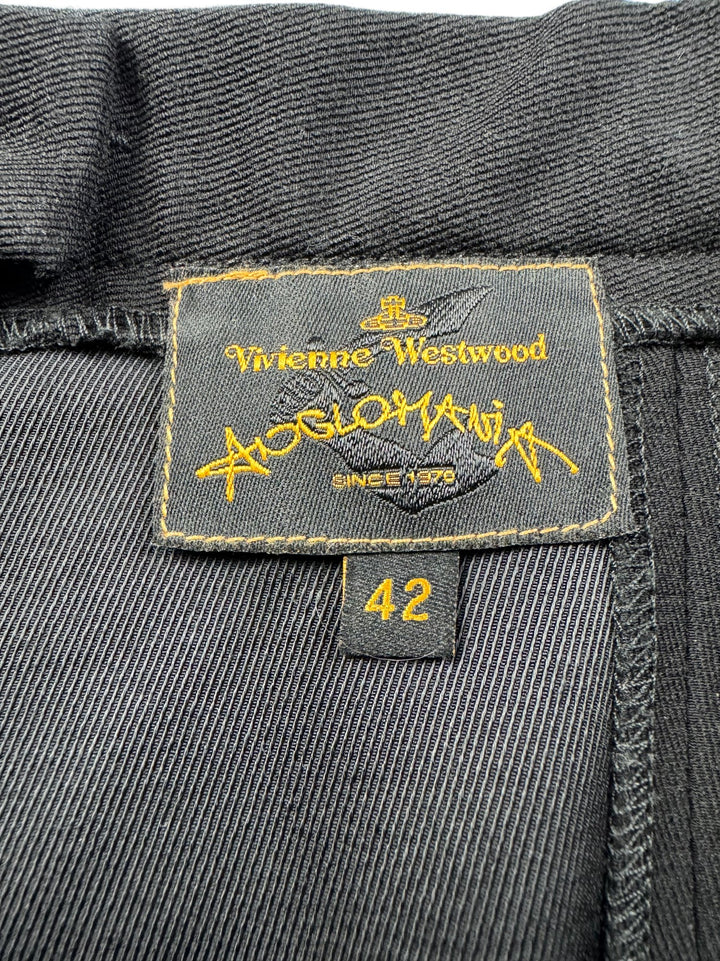 Vivienne Westwood
ANGLOMANIA
SINCE 1976
42